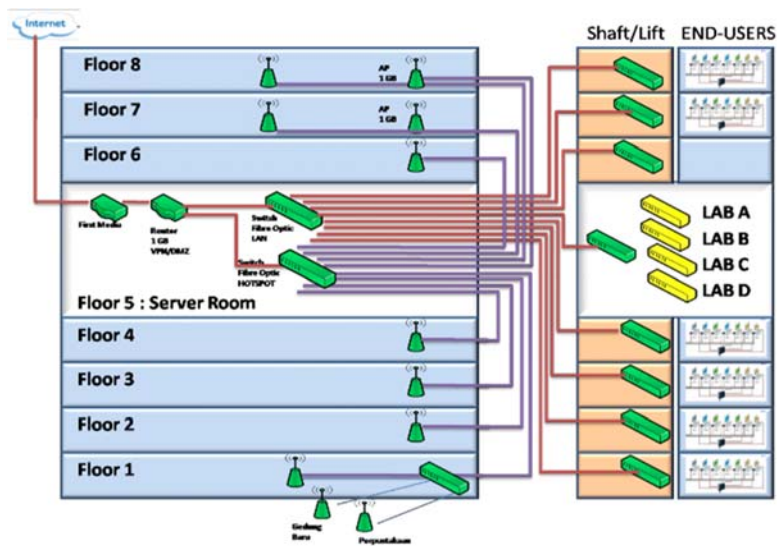 Internet
Shaft/Lift
END-USERS
Floor 8
AP
1 GB
Floor 7
AP
1 GB
Floor 6
First Media
Router
1 GB
VPN/DMZ
Switch
Fibre Optic
LAN
Switch
Fibre Optic
HOTSPOT
LAB A
LAB B
LAB C
LAB D
Floor 5 : Server Room
Floor 4
Floor 3
Floor 2
Floor 1
Gedung
Baru
Perpustakaan